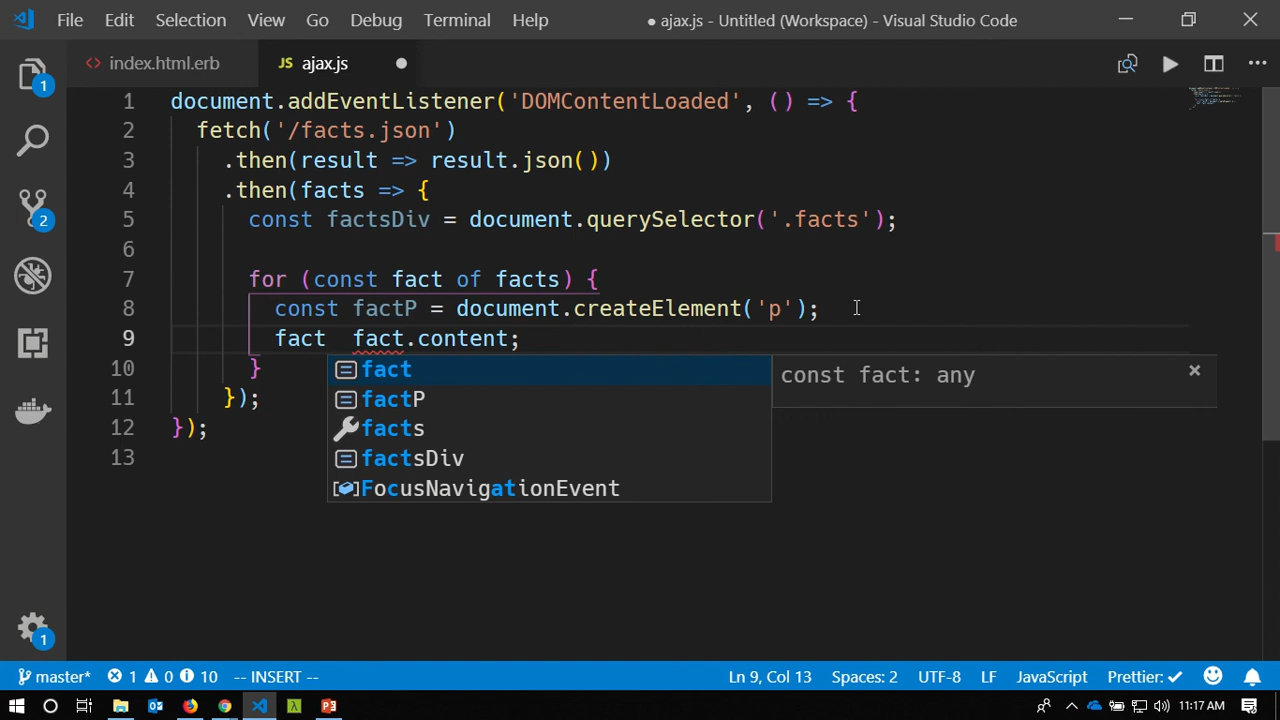 File Edit Selection View Go Debug Terminal Help ● ajax.js - Untitled (Workspace) - Visual Studio Code
<> index.html.erb JS ajax.js ●
1 document.addEventListener('DOMContentLoaded', () => {
2 fetch('/facts.json')
3 .then(result => result.json())
4 .then(facts => {
5 const factsDiv = document.querySelector('.facts');
6
7 for (const fact of facts) {
8 const factP = document.createElement('p');
9 fact fact.content;
10 }
11 });
12 });
13
fact
factP
facts
factsDiv
FocusNavigationEvent
const fact: any
1
2
1
master* 1 0 10 -- INSERT -- Ln 9, Col 13 Spaces: 2 UTF-8 LF JavaScript Prettier: ✓
11:17 AM